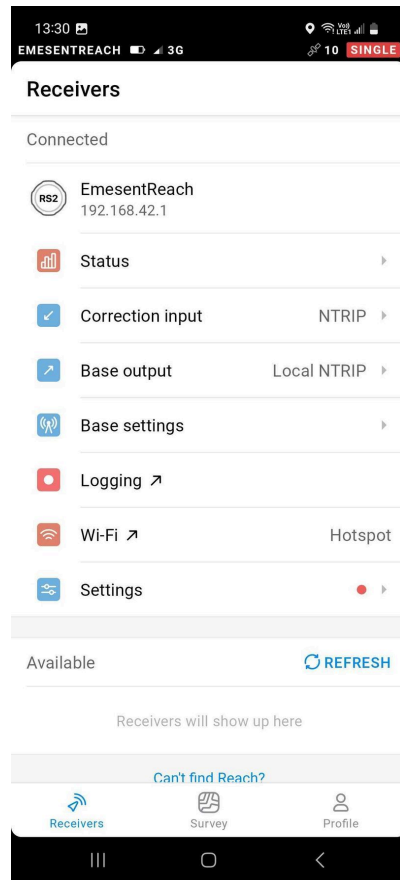 13:30
Vo)) LTE1
EMESENTREACH 3G 10 SINGLE
Receivers
Connected
RS2
EmesentReach
192.168.42.1
Status
Correction input NTRIP
Base output Local NTRIP
Base settings
Logging ↗
Wi-Fi ↗ Hotspot
Settings
Available REFRESH
Receivers will show up here
Can't find Reach?
Receivers Survey Profile